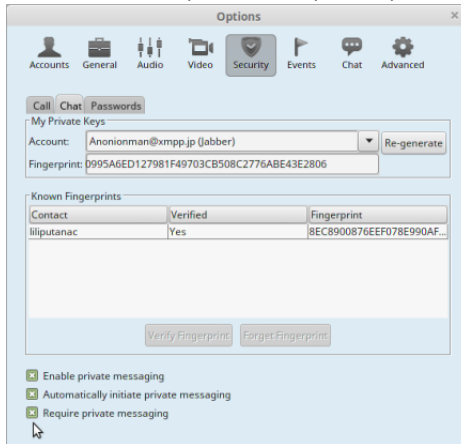 Options
Accounts General Audio Video Security Events Chat Advanced
Call Chat Passwords
My Private Keys
Account: Anonionman@xmpp.jp (Jabber) Re-generate
Fingerprint: 0995A6ED127981F49703CB508C2776ABE43E2806
Known Fingerprints
Contact Verified Fingerprint
liliputanac Yes 8EC8900876EEF078E990AF...
Verify Fingerprint Forget Fingerprint
Enable private messaging
Automatically initiate private messaging
Require private messaging